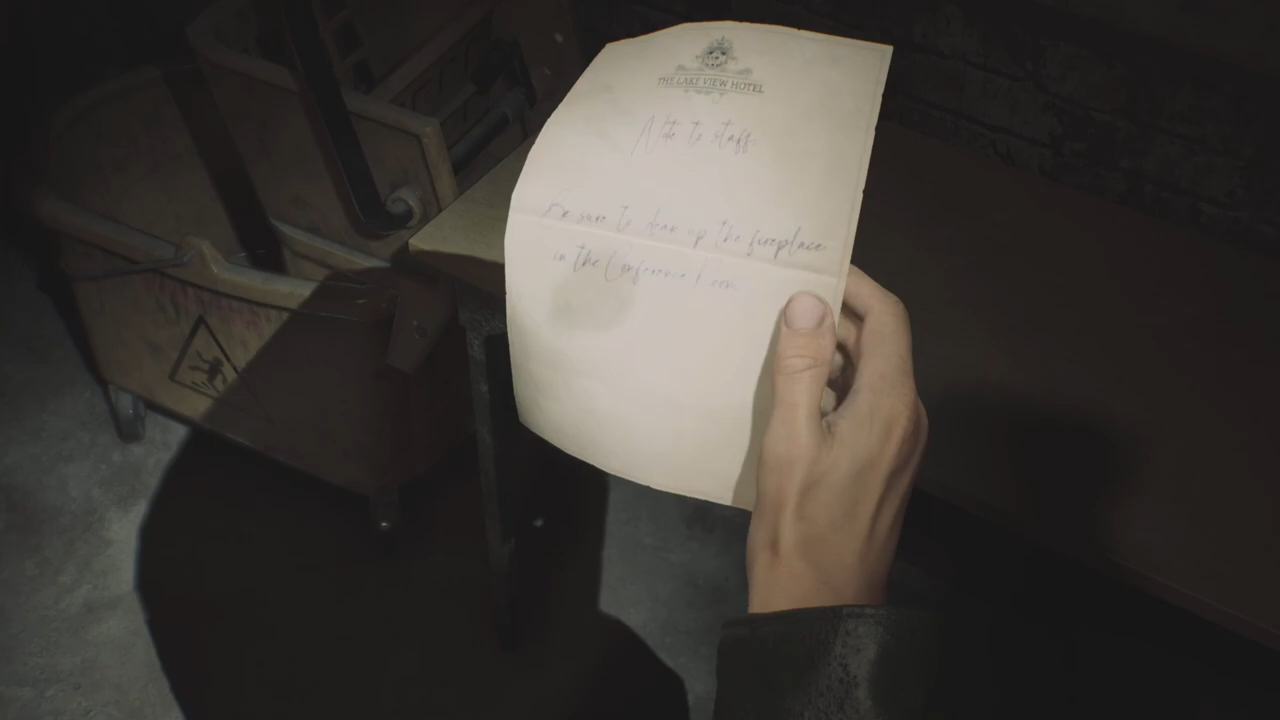 THE LAKE VIEW HOTEL
Note to staff
Be sure to clean up the fireplace
in the Conference Room